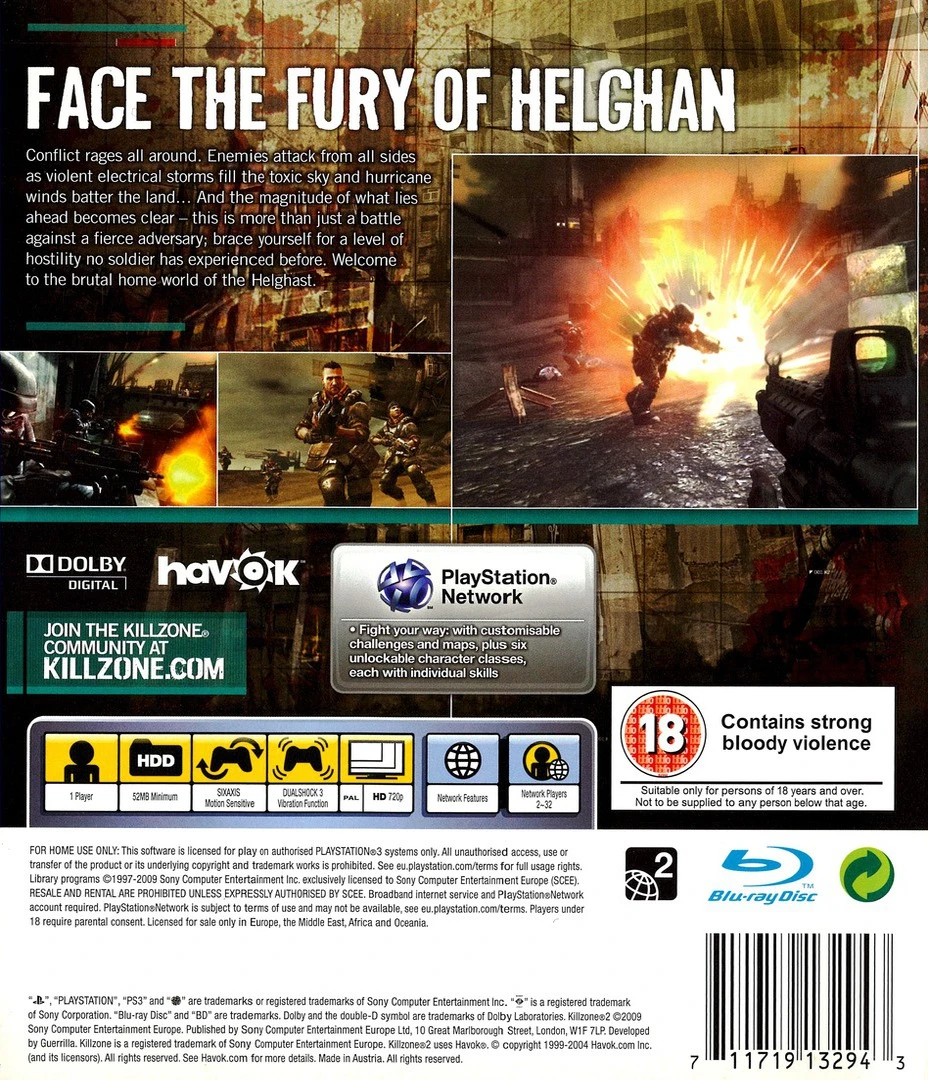 FACE THE FURY OF HELGHAN
Conflict rages all around. Enemies attack from all sides
as violent electrical storms fill the toxic sky and hurricane
winds batter the land... And the magnitude of what lies
ahead becomes clear – this is more than just a battle
against a fierce adversary; brace yourself for a level of
hostility no soldier has experienced before. Welcome
to the brutal home world of the Helghast.
DOLBY
DIGITAL
havok™
PlayStation®
Network
• Fight your way: with customisable
challenges and maps, plus six
unlockable character classes,
each with individual skills
JOIN THE KILLZONE®
COMMUNITY AT
KILLZONE.COM
18
Contains strong
bloody violence
Suitable only for persons of 18 years and over.
Not to be supplied to any person below that age.
HDD
1 Player
52MB Minimum
SIXAXIS
Motion Sensitive
DUALSHOCK 3
Vibration Function
PAL
HD 720p
Network Features
Network Players
2-32
FOR HOME USE ONLY: This software is licensed for play on authorised PLAYSTATION®3 systems only. All unauthorised access, use or
transfer of the product or its underlying copyright and trademark works is prohibited. See eu.playstation.com/terms for full usage rights.
Library programs ©1997-2009 Sony Computer Entertainment Inc. exclusively licensed to Sony Computer Entertainment Europe (SCEE).
RESALE AND RENTAL ARE PROHIBITED UNLESS EXPRESSLY AUTHORISED BY SCEE. Broadband internet service and PlayStation®Network
account required. PlayStation®Network is subject to terms of use and may not be available, see eu.playstation.com/terms. Players under
18 require parental consent. Licensed for sale only in Europe, the Middle East, Africa and Oceania.
2
Blu-ray Disc™
"", "PLAYSTATION", "PS3" and "" are trademarks or registered trademarks of Sony Computer Entertainment Inc. "" is a registered trademark
of Sony Corporation. "Blu-ray Disc" and "BD" are trademarks. Dolby and the double-D symbol are trademarks of Dolby Laboratories. Killzone®2 ©2009
Sony Computer Entertainment Europe. Published by Sony Computer Entertainment Europe Ltd, 10 Great Marlborough Street, London, W1F 7LP. Developed
by Guerrilla. Killzone is a registered trademark of Sony Computer Entertainment Europe. Killzone®2 uses Havok®. © copyright 1999-2004 Havok.com Inc.
(and its licensors). All rights reserved. See Havok.com for more details. Made in Austria. All rights reserved.
7 11719 13294 3